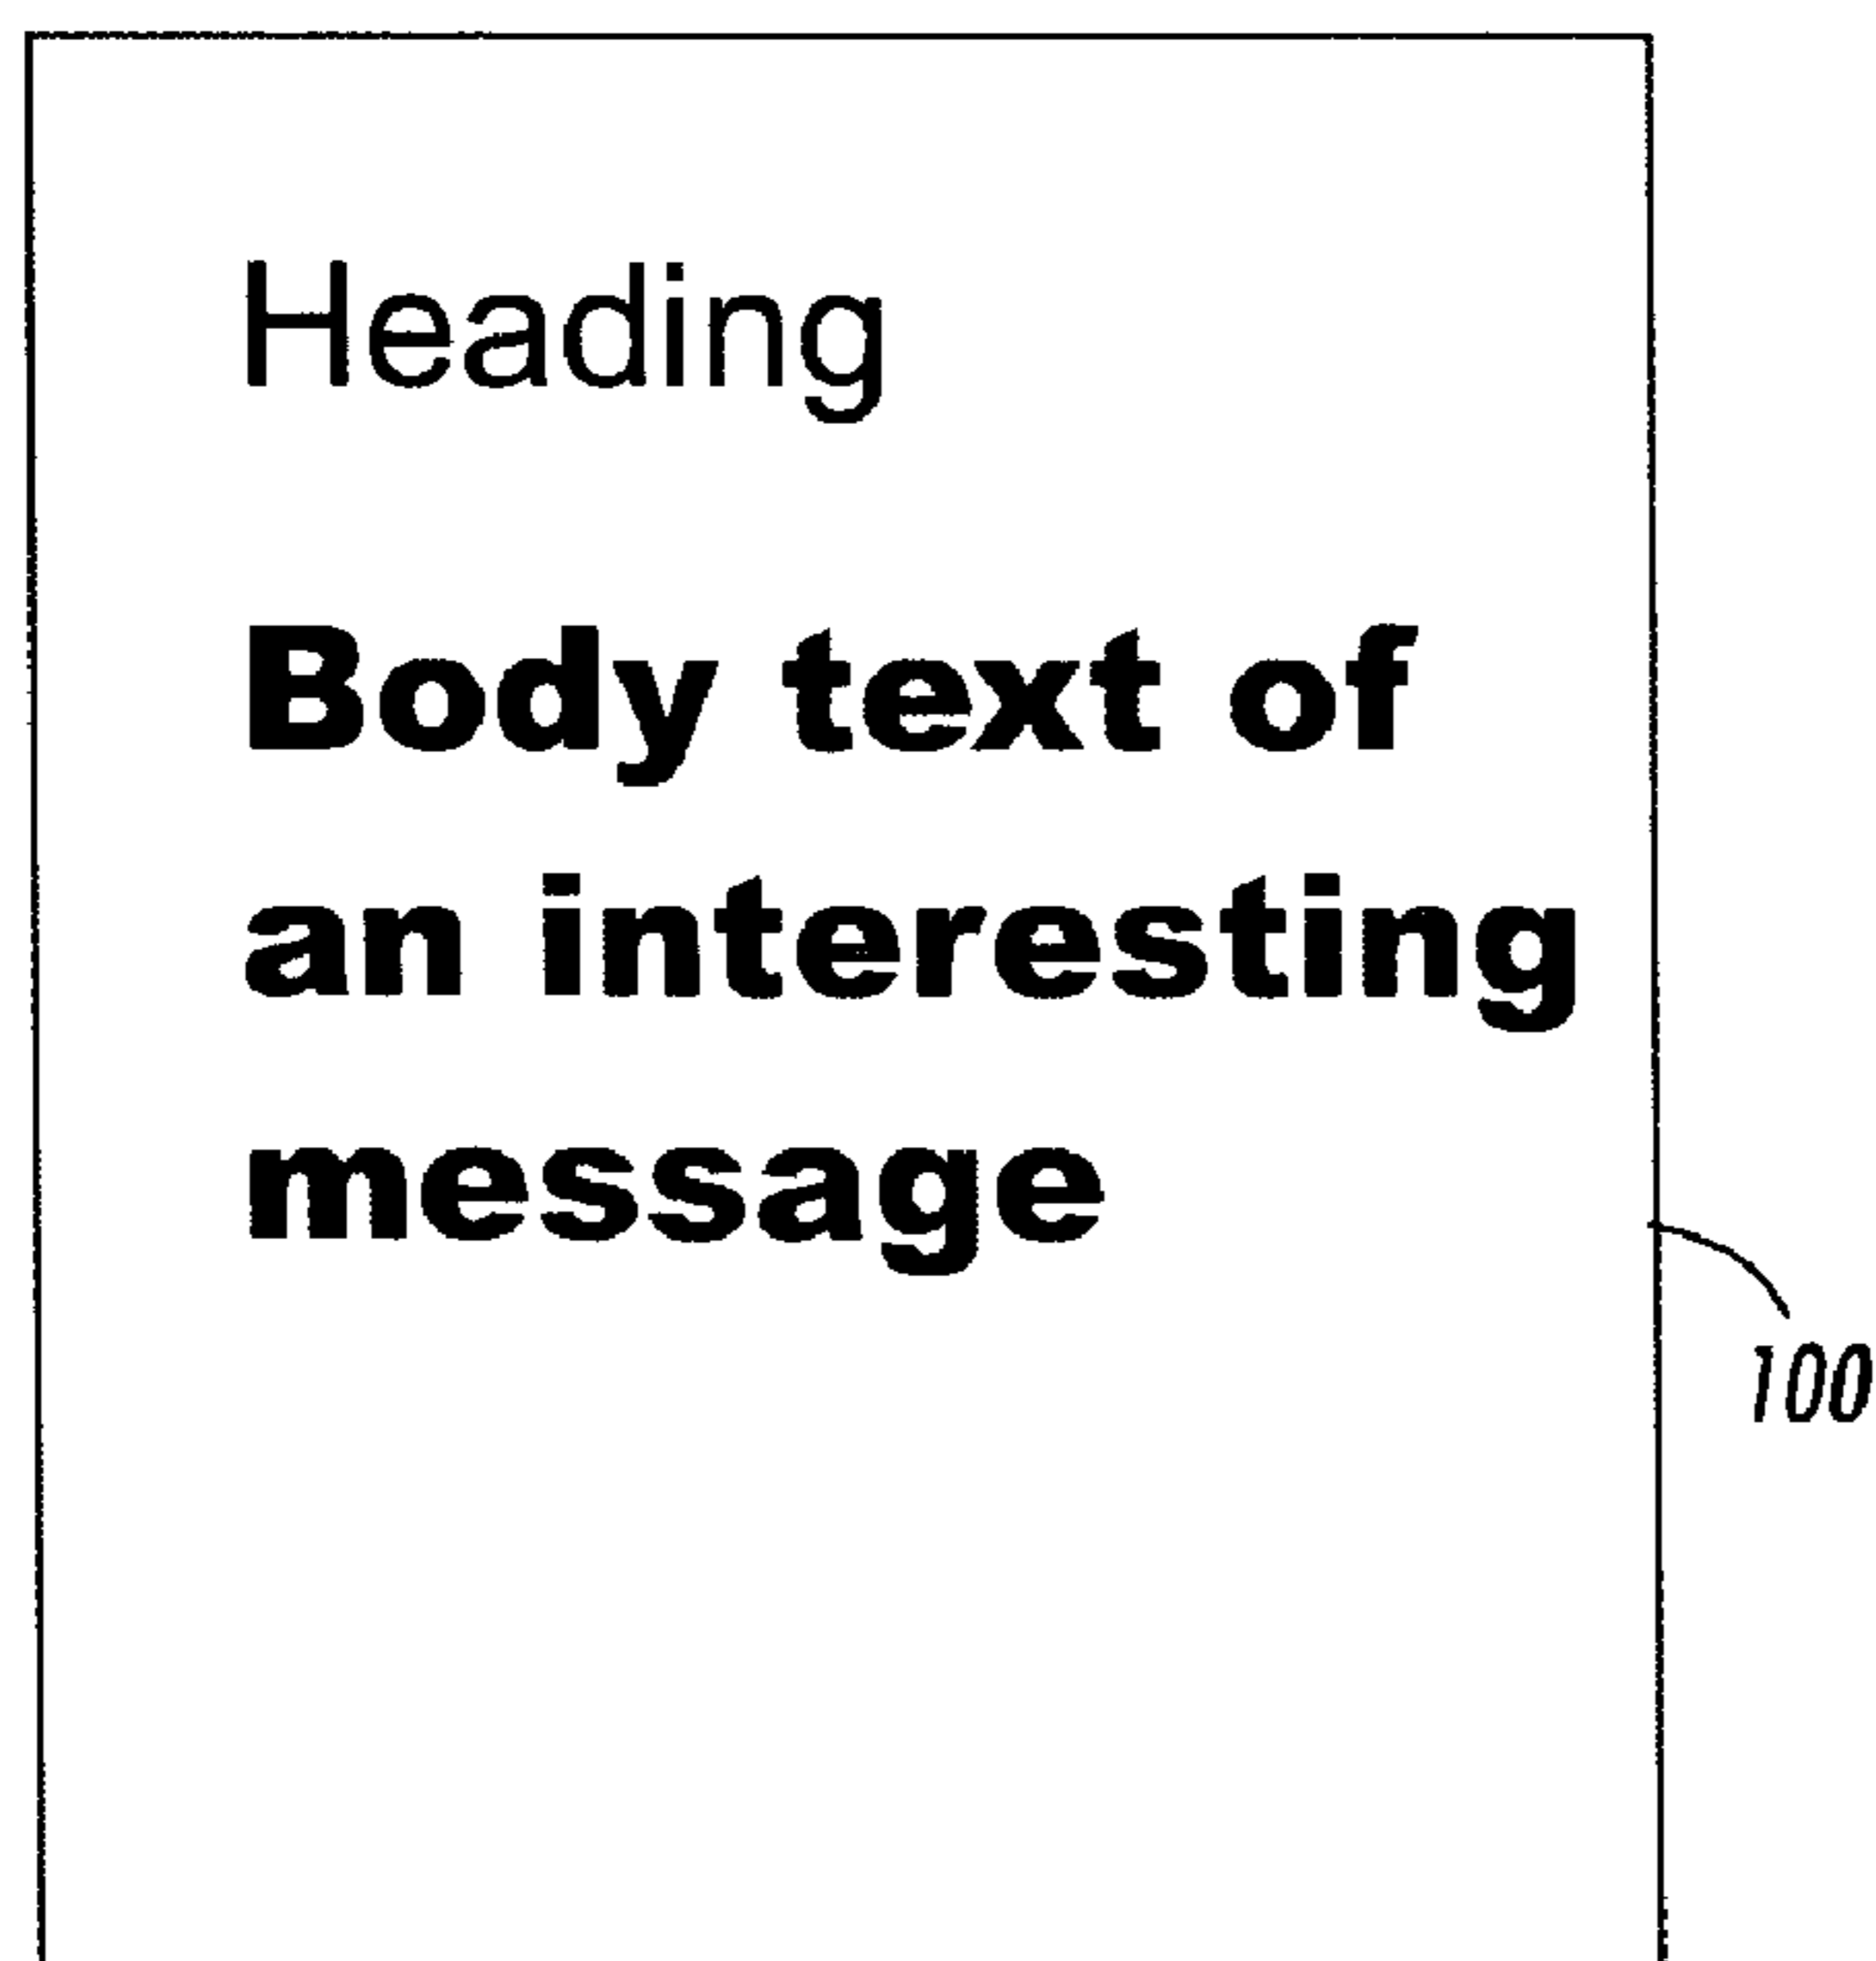 Heading
Body text of
an interesting
message
100